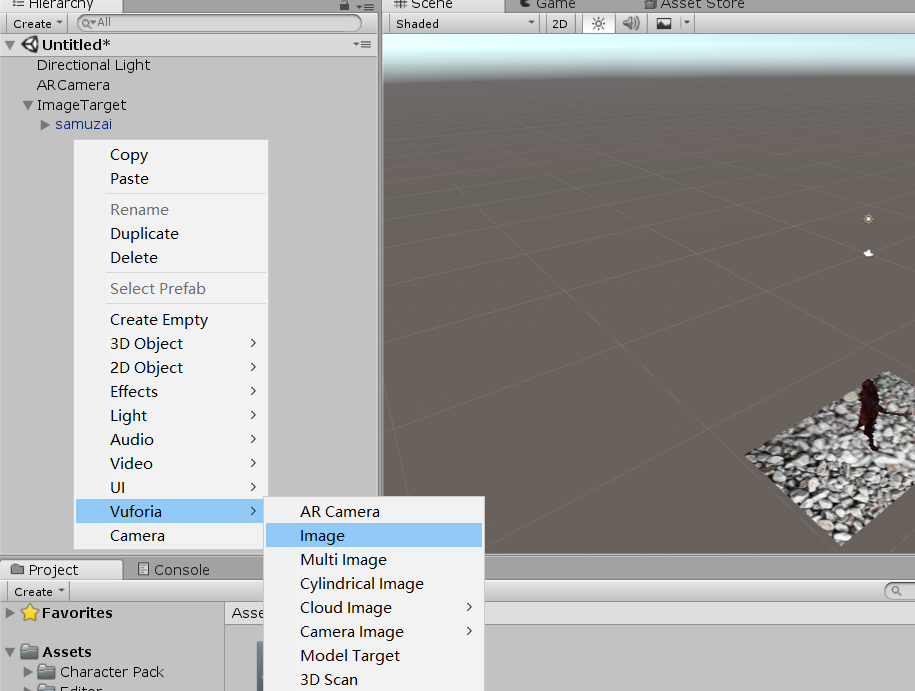 Hierarchy
Scene
Game
Asset Store
Create
All
Shaded
2D
Untitled*
Directional Light
ARCamera
ImageTarget
samuzai
Copy
Paste
Rename
Duplicate
Delete
Select Prefab
Create Empty
3D Object
2D Object
Effects
Light
Audio
Video
UI
Vuforia
Camera
AR Camera
Image
Multi Image
Cylindrical Image
Cloud Image
Camera Image
Model Target
3D Scan
Project
Console
Create
Favorites
Asse
Assets
Character Pack
Editor